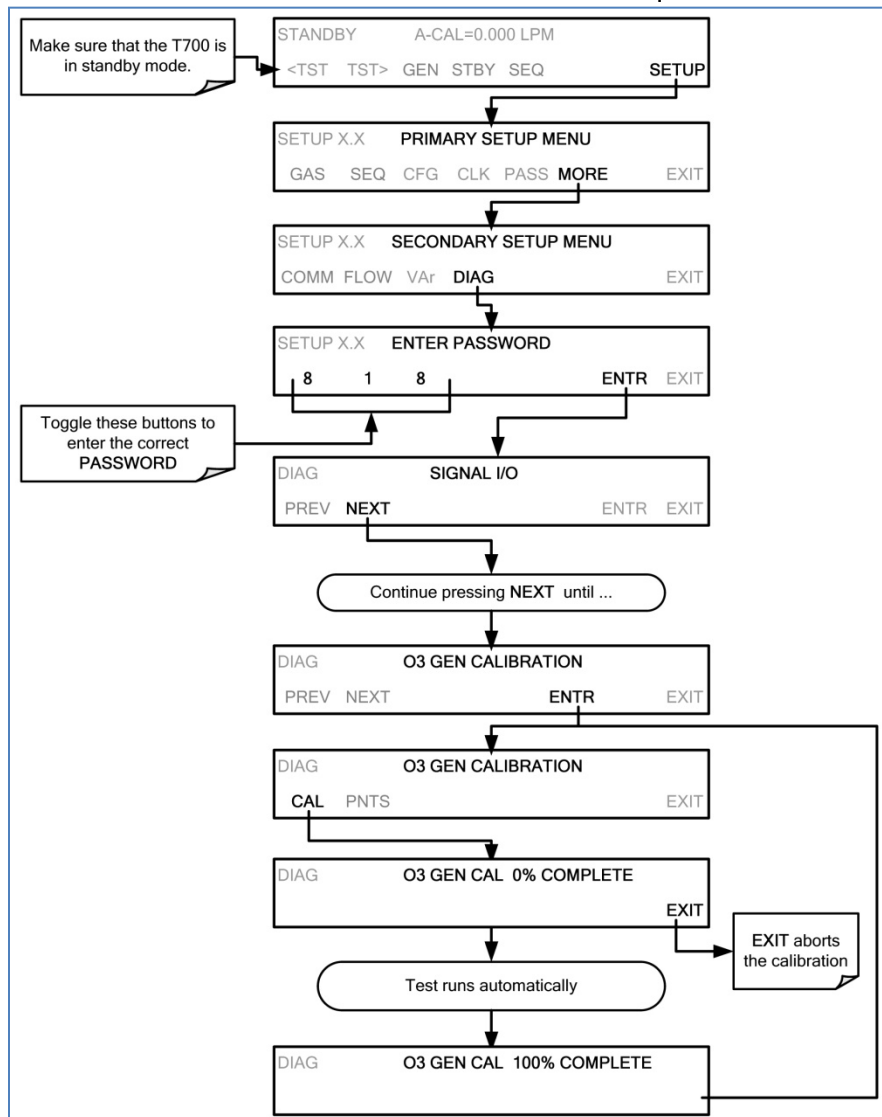 Make sure that the T700 is
in standby mode.
STANDBY A-CAL=0.000 LPM
<TST TST> GEN STBY SEQ SETUP
SETUP X.X PRIMARY SETUP MENU
GAS SEQ CFG CLK PASS MORE EXIT
SETUP X.X SECONDARY SETUP MENU
COMM FLOW VAr DIAG EXIT
SETUP X.X ENTER PASSWORD
8 1 8 ENTR EXIT
Toggle these buttons to
enter the correct
PASSWORD
DIAG SIGNAL I/O
PREV NEXT ENTR EXIT
Continue pressing NEXT until ...
DIAG O3 GEN CALIBRATION
PREV NEXT ENTR EXIT
DIAG O3 GEN CALIBRATION
CAL PNTS EXIT
DIAG O3 GEN CAL 0% COMPLETE
EXIT
EXIT aborts
the calibration
Test runs automatically
DIAG O3 GEN CAL 100% COMPLETE